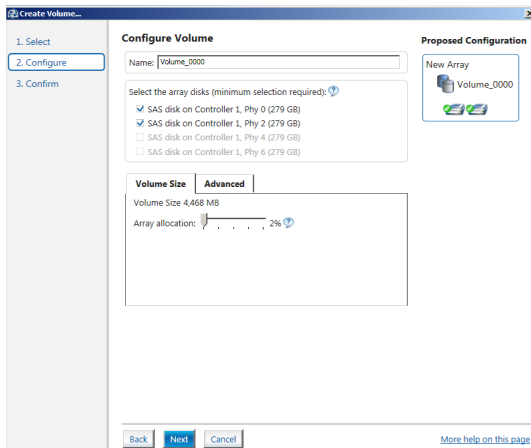 Create Volume...
1. Select
2. Configure
3. Confirm
Configure Volume
Name: Volume_0000
Select the array disks (minimum selection required):
SAS disk on Controller 1, Phy 0 (279 GB)
SAS disk on Controller 1, Phy 2 (279 GB)
SAS disk on Controller 1, Phy 4 (279 GB)
SAS disk on Controller 1, Phy 6 (279 GB)
Volume Size Advanced
Volume Size 4,468 MB
Array allocation: 2%
Proposed Configuration
New Array
Volume_0000
Back Next Cancel
More help on this page